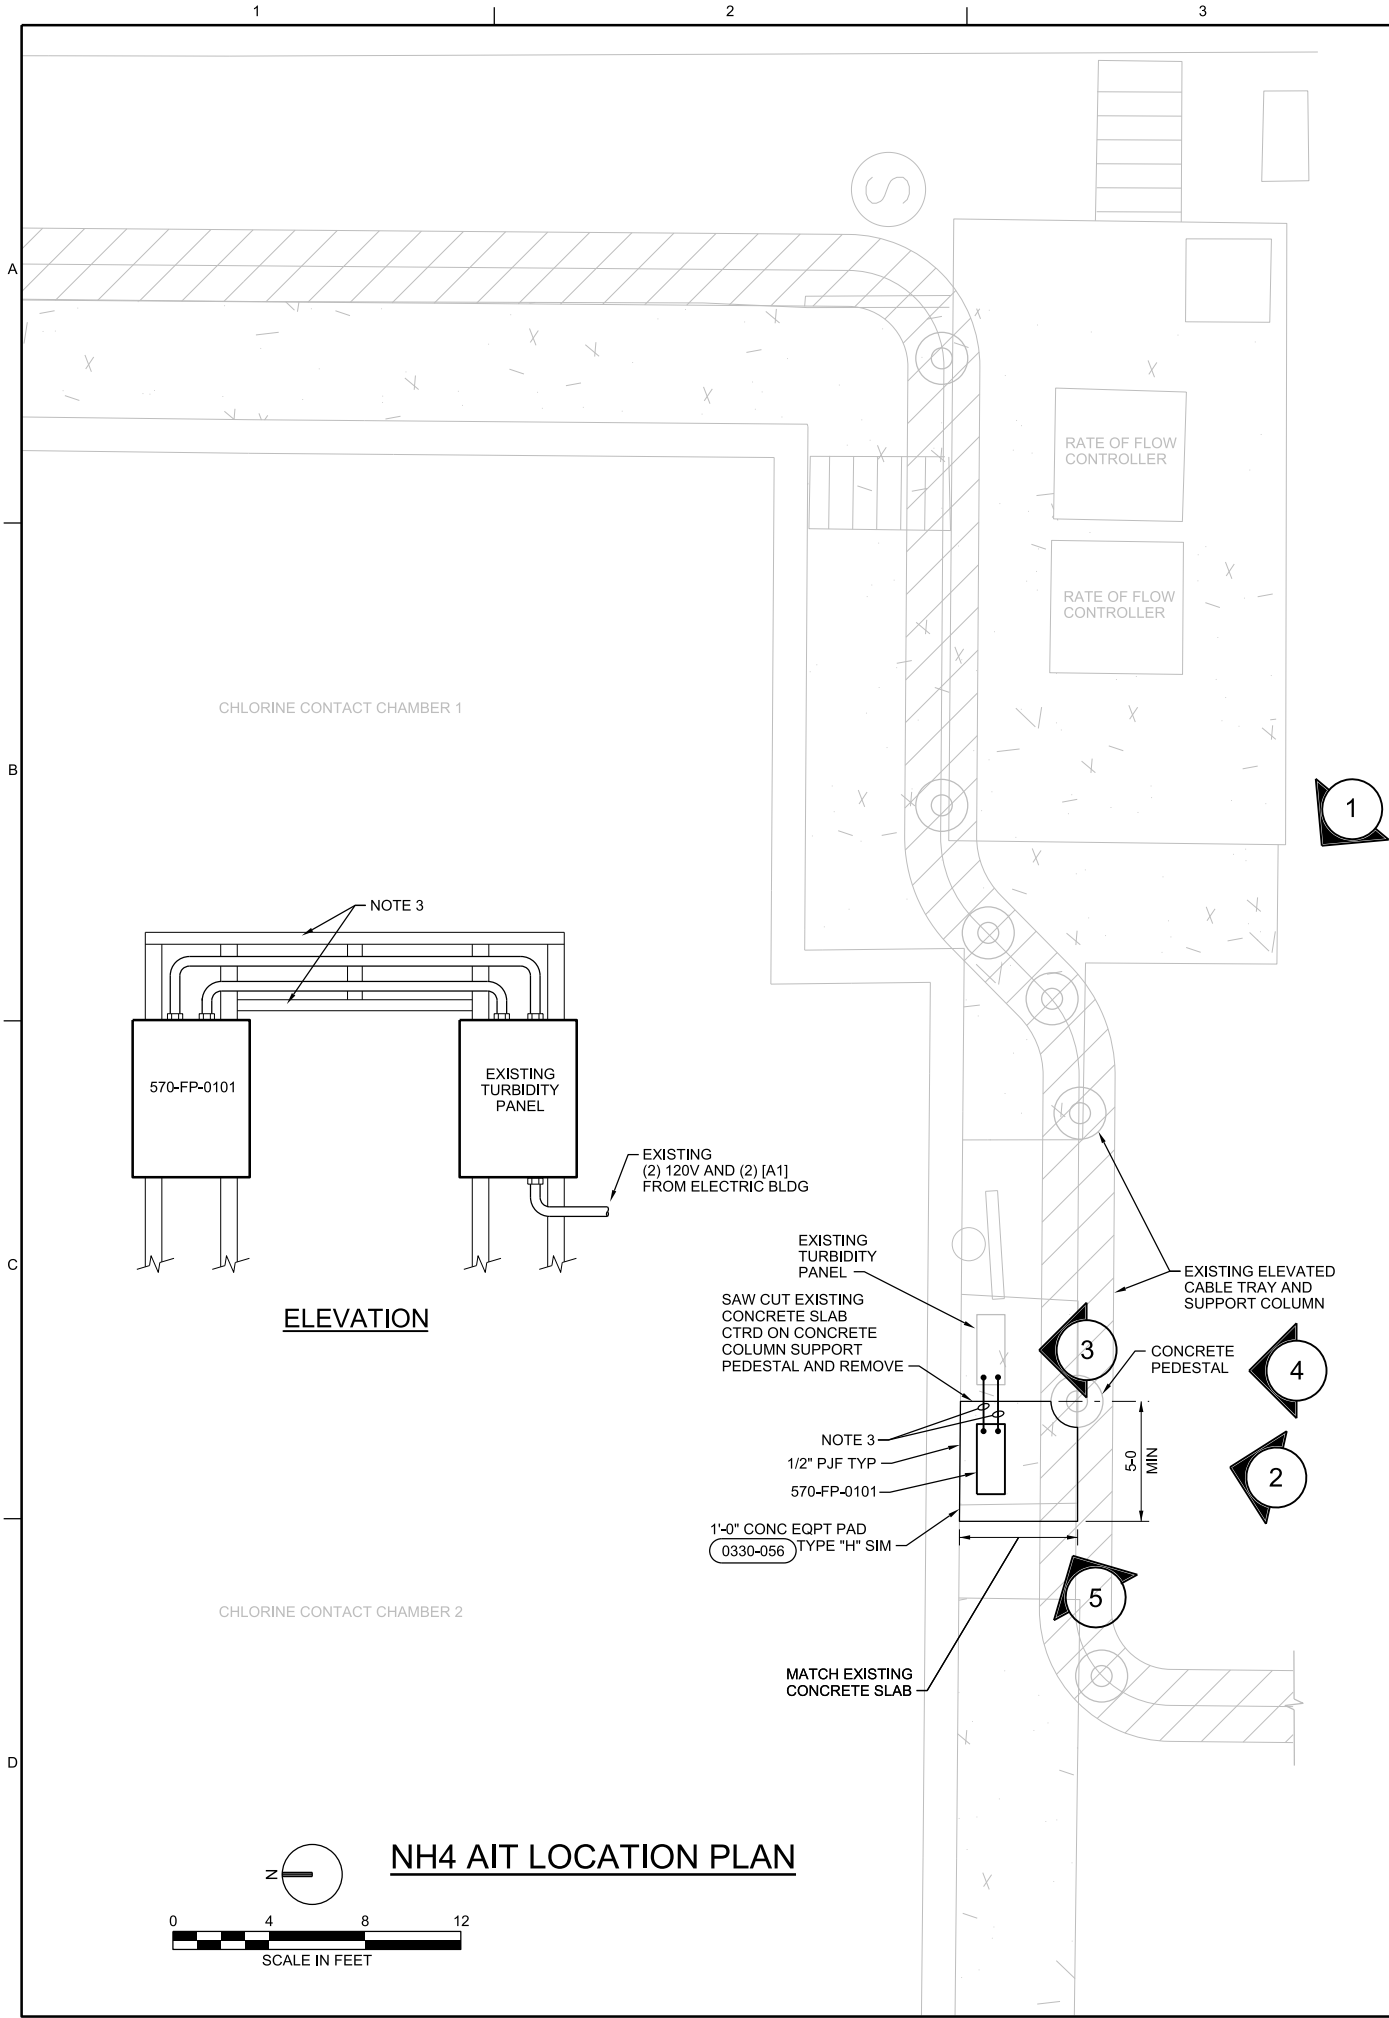 1
2
3
A
S
RATE OF FLOW
CONTROLLER
RATE OF FLOW
CONTROLLER
CHLORINE CONTACT CHAMBER 1
B
1
NOTE 3
570-FP-0101
EXISTING
TURBIDITY
PANEL
EXISTING
(2) 120V AND (2) [A1]
FROM ELECTRIC BLDG
C
ELEVATION
EXISTING
TURBIDITY
PANEL
EXISTING ELEVATED
CABLE TRAY AND
SUPPORT COLUMN
SAW CUT EXISTING
CONCRETE SLAB
CTRD ON CONCRETE
COLUMN SUPPORT
PEDESTAL AND REMOVE
3
CONCRETE
PEDESTAL
4
NOTE 3
1/2" PJF TYP
570-FP-0101
5-0
MIN
2
1'-0" CONC EQPT PAD
0330-056 TYPE "H" SIM
5
CHLORINE CONTACT CHAMBER 2
MATCH EXISTING
CONCRETE SLAB
D
NH4 AIT LOCATION PLAN
N
0 4 8 12
SCALE IN FEET